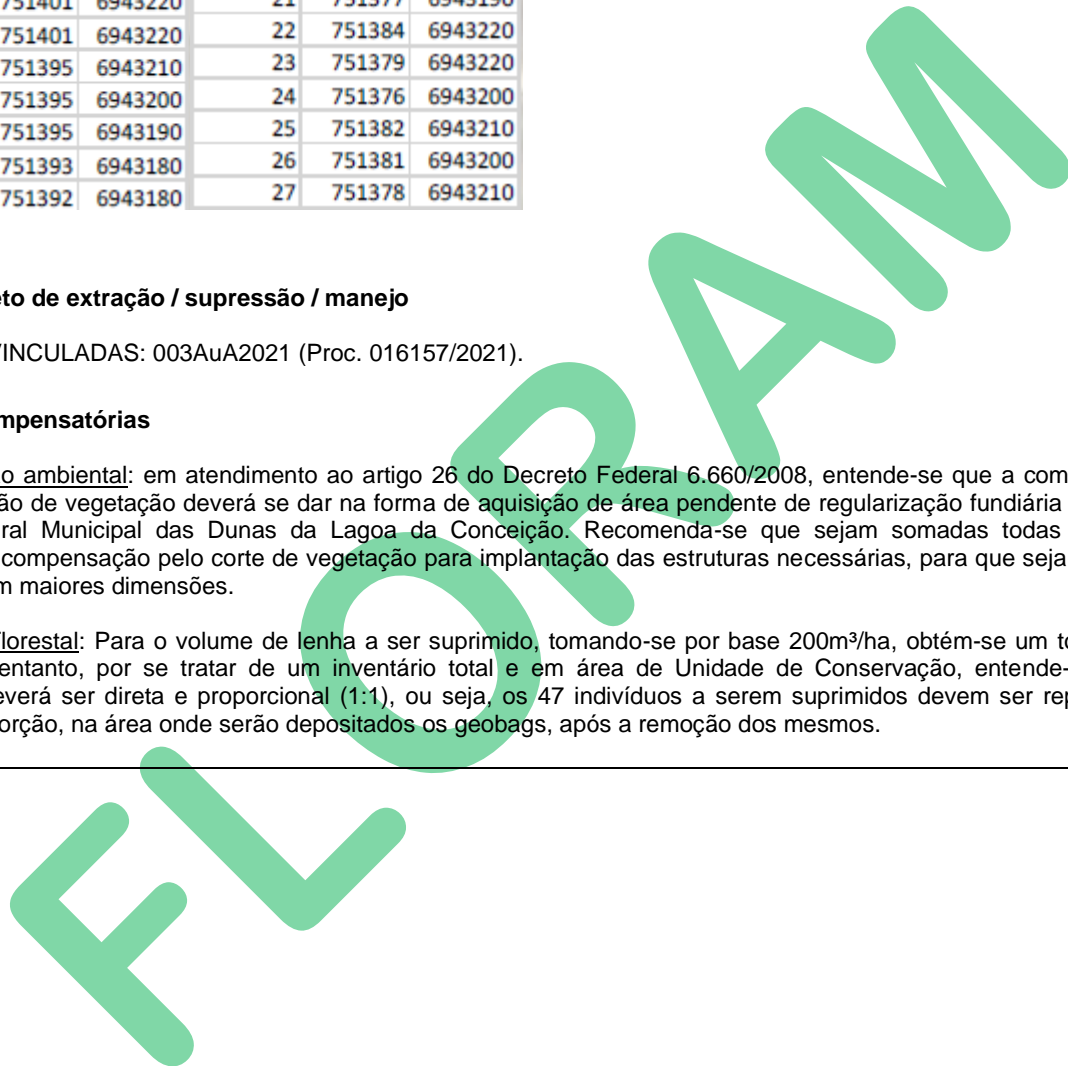 751401 6943220 21 751377 6943190
751401 6943220 22 751384 6943220
751395 6943210 23 751379 6943220
751395 6943200 24 751376 6943200
751395 6943190 25 751382 6943210
751393 6943180 26 751381 6943200
751392 6943180 27 751378 6943210
eto de extração / supressão / manejo
VINCULADAS: 003AuA2021 (Proc. 016157/2021).
mpensatórias
o ambiental: em atendimento ao artigo 26 do Decreto Federal 6.660/2008, entende-se que a com
ão de vegetação deverá se dar na forma de aquisição de área pendente de regularização fundiária
ral Municipal das Dunas da Lagoa da Conceição. Recomenda-se que sejam somadas todas
compensação pelo corte de vegetação para implantação das estruturas necessárias, para que seja
m maiores dimensões.
Florestal: Para o volume de lenha a ser suprimido, tomando-se por base 200m³/ha, obtém-se um to
entanto, por se tratar de um inventário total e em área de Unidade de Conservação, entende-
everá ser direta e proporcional (1:1), ou seja, os 47 indivíduos a serem suprimidos devem ser rep
orção, na área onde serão depositados os geobags, após a remoção dos mesmos.
FLORAM